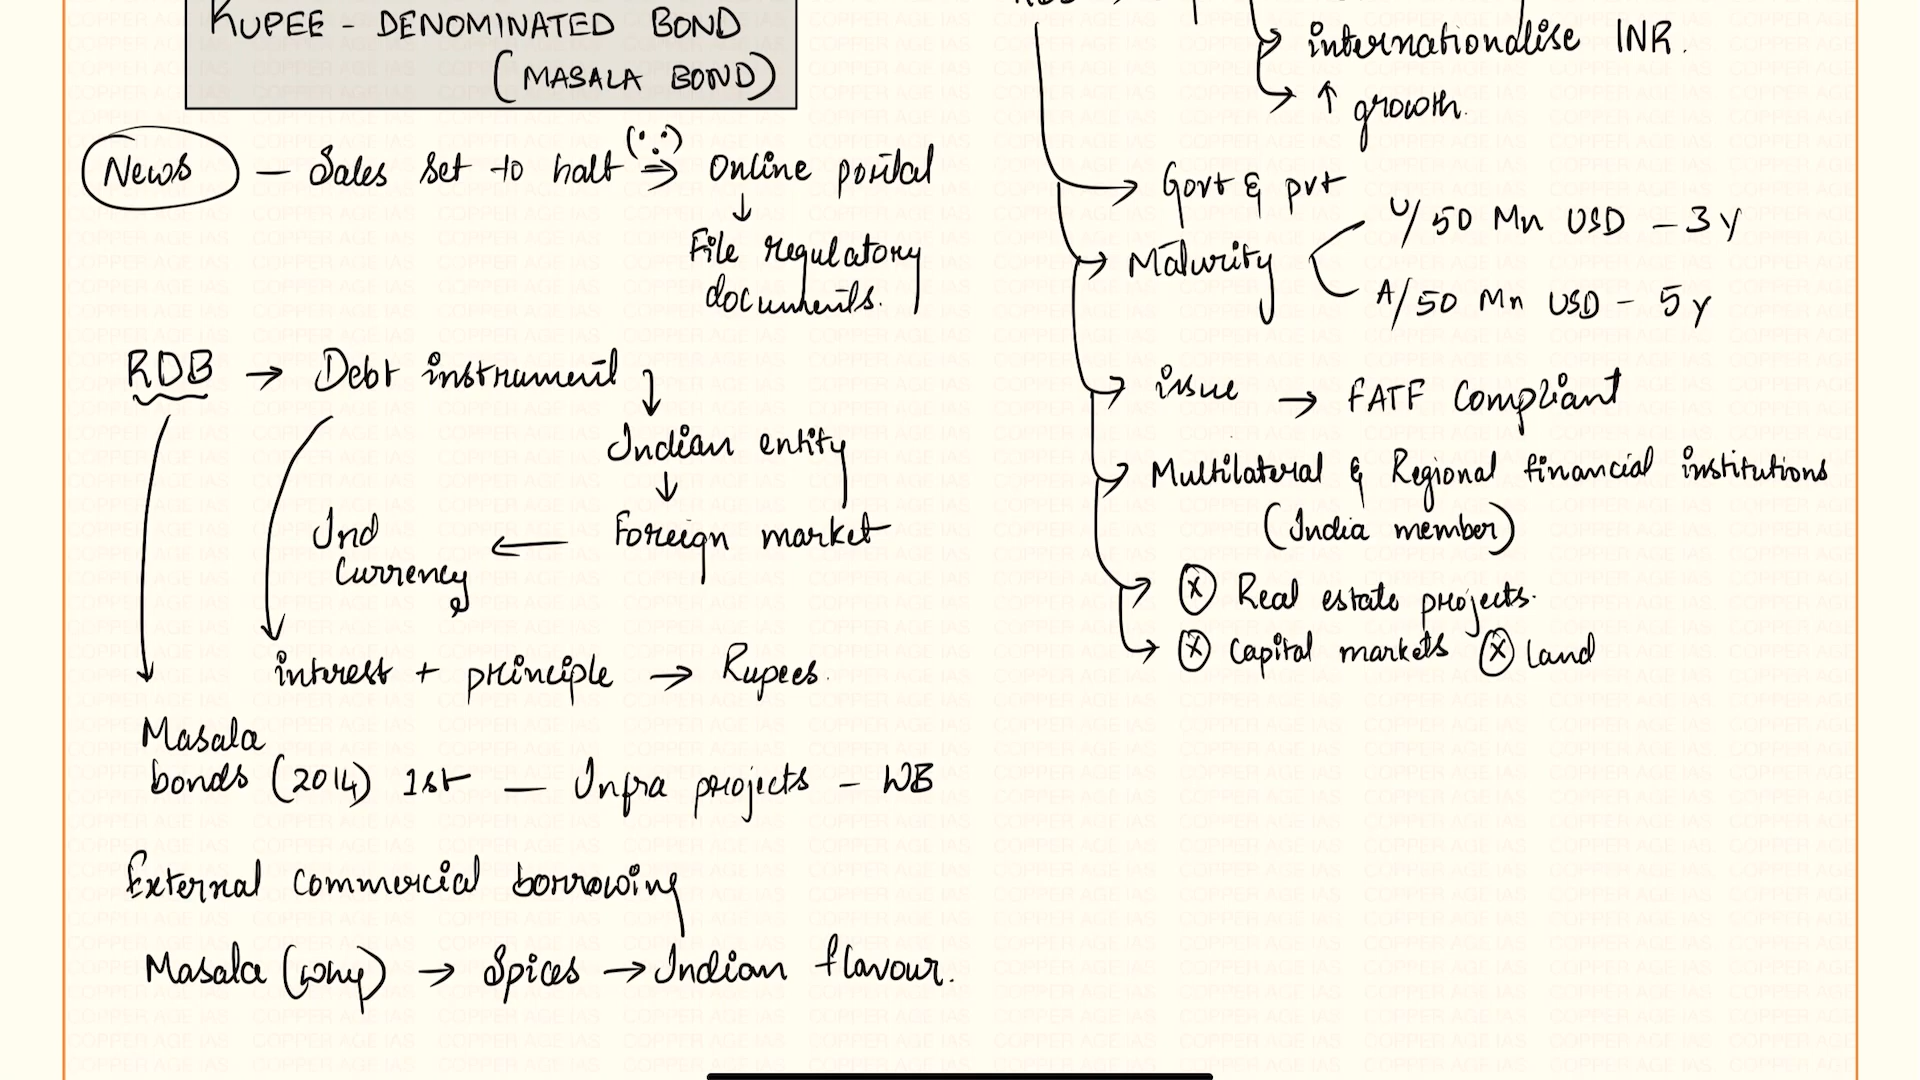 RUPEE DENOMINATED BOND
(MASALA BOND)
News - Sales set to halt (∵) → Online portal
↓
File regulatory
documents.
RDB → Debt instrument
↓
Indian entity
↓
Foreign market
← Ind
Currency
interest + principle → Rupees.
Masala
bonds (2014) 1st - Infra projects - WB
External Commercial borrowing
Masala (why) → Spices → Indian flavour.
→ internationalise INR.
→ ↑ growth.
→ Govt & pvt
→ Maturity
U/50 Mn USD - 3Y
A/50 Mn USD - 5Y
→ issue → FATF Compliant
→ Multilateral & Regional financial institutions
(India member)
→ ⓧ Real estate projects.
→ ⓧ Capital markets ⓧ land